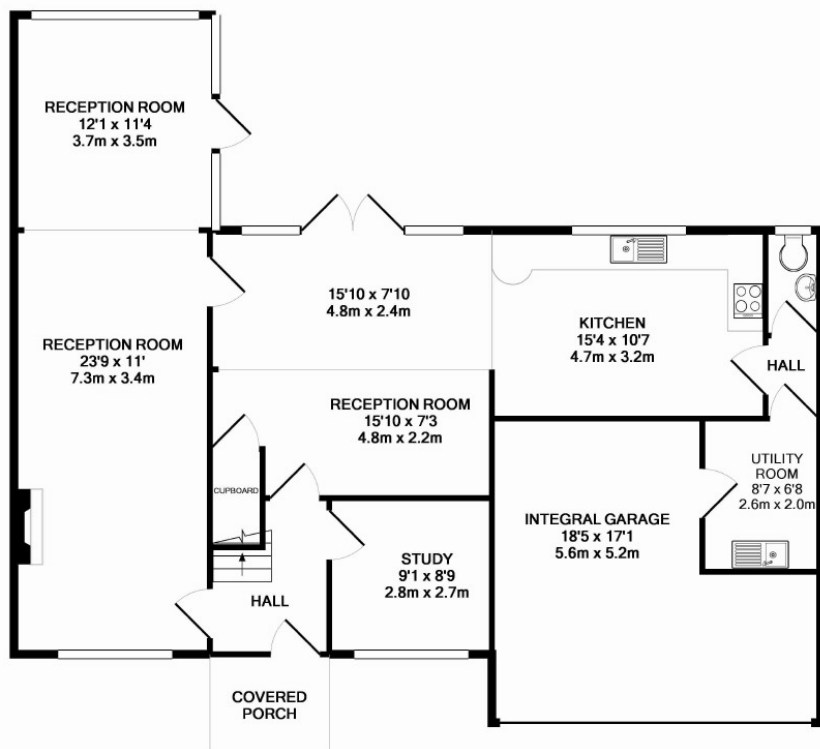 RECEPTION ROOM
12'1 x 11'4
3.7m x 3.5m
RECEPTION ROOM
23'9 x 11'
7.3m x 3.4m
15'10 x 7'10
4.8m x 2.4m
RECEPTION ROOM
15'10 x 7'3
4.8m x 2.2m
KITCHEN
15'4 x 10'7
4.7m x 3.2m
HALL
UTILITY
ROOM
8'7 x 6'8
2.6m x 2.0m
INTEGRAL GARAGE
18'5 x 17'1
5.6m x 5.2m
CUPBOARD
STUDY
9'1 x 8'9
2.8m x 2.7m
HALL
COVERED
PORCH